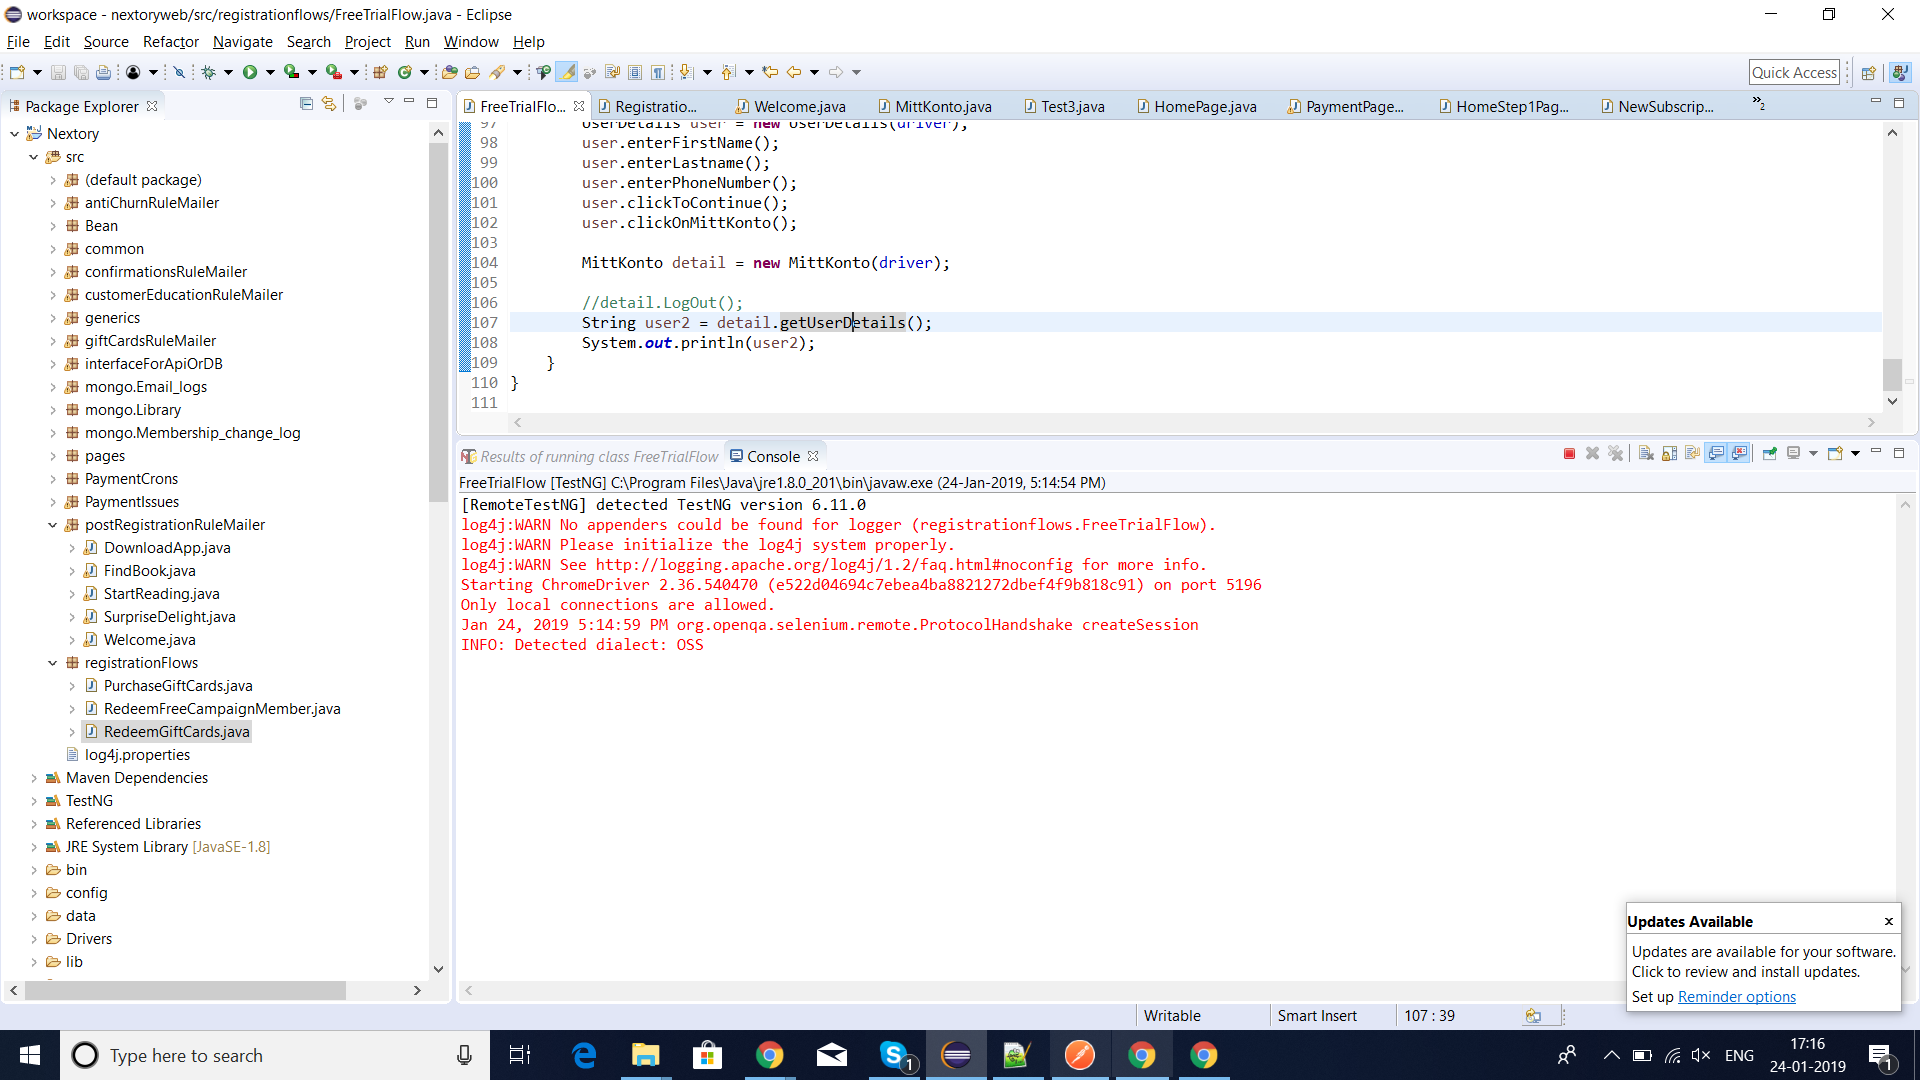 workspace - nextoryweb/src/registrationflows/FreeTrialFlow.java - Eclipse
File Edit Source Refactor Navigate Search Project Run Window Help
Quick Access
Package Explorer
Nextory
src
(default package)
antiChurnRuleMailer
Bean
common
confirmationsRuleMailer
customerEducationRuleMailer
generics
giftCardsRuleMailer
interfaceForApiOrDB
mongo.Email_logs
mongo.Library
mongo.Membership_change_log
pages
PaymentCrons
PaymentIssues
postRegistrationRuleMailer
DownloadApp.java
FindBook.java
StartReading.java
SurpriseDelight.java
Welcome.java
registrationFlows
PurchaseGiftCards.java
RedeemFreeCampaignMember.java
RedeemGiftCards.java
log4j.properties
Maven Dependencies
TestNG
Referenced Libraries
JRE System Library [JavaSE-1.8]
bin
config
data
Drivers
lib
FreeTrialFlo... Registratio... Welcome.java MittKonto.java Test3.java HomePage.java PaymentPage... HomeStep1Pag... NewSubscrip... »2
97 UserDetails user = new UserDetails(driver);
98 user.enterFirstName();
99 user.enterLastname();
100 user.enterPhoneNumber();
101 user.clickToContinue();
102 user.clickOnMittKonto();
103
104 MittKonto detail = new MittKonto(driver);
105
106 //detail.LogOut();
107 String user2 = detail.getUserDetails();
108 System.out.println(user2);
109 }
110 }
111
Results of running class FreeTrialFlow Console
FreeTrialFlow [TestNG] C:\Program Files\Java\jre1.8.0_201\bin\javaw.exe (24-Jan-2019, 5:14:54 PM)
[RemoteTestNG] detected TestNG version 6.11.0
log4j:WARN No appenders could be found for logger (registrationflows.FreeTrialFlow).
log4j:WARN Please initialize the log4j system properly.
log4j:WARN See http://logging.apache.org/log4j/1.2/faq.html#noconfig for more info.
Starting ChromeDriver 2.36.540470 (e522d04694c7ebea4ba8821272dbef4f9b818c91) on port 5196
Only local connections are allowed.
Jan 24, 2019 5:14:59 PM org.openqa.selenium.remote.ProtocolHandshake createSession
INFO: Detected dialect: OSS
Updates Available x
Updates are available for your software.
Click to review and install updates.
Set up Reminder options
Writable Smart Insert 107 : 39
Type here to search
1
ENG
17:16
24-01-2019
1